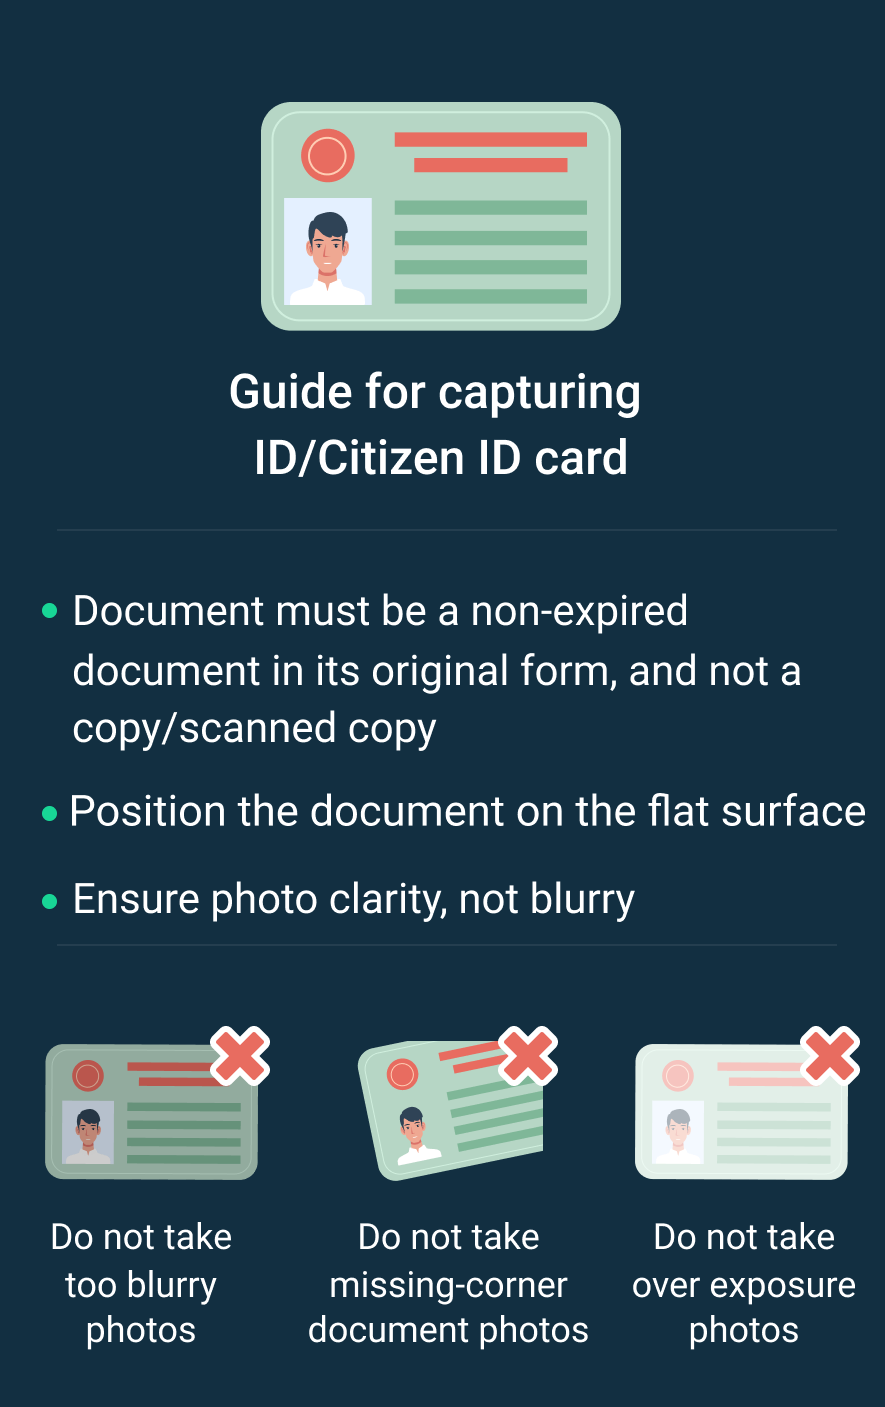 Guide for capturing
ID/Citizen ID card
Document must be a non-expired
document in its original form, and not a
copy/scanned copy
Position the document on the flat surface
Ensure photo clarity, not blurry
Do not take
too blurry
photos
Do not take
missing-corner
document photos
Do not take
over exposure
photos